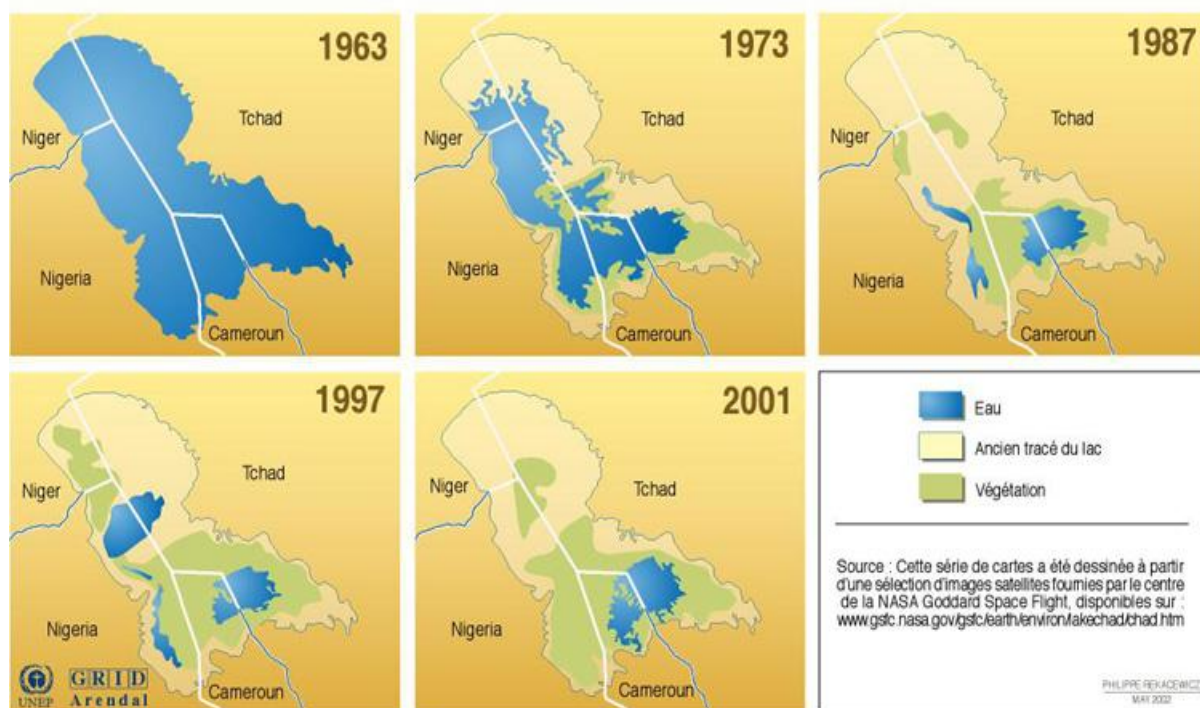 1963
Tchad
Niger
Nigeria
Cameroun
1973
Tchad
Niger
Nigeria
Cameroun
1987
Tchad
Niger
Nigeria
Cameroun
1997
Tchad
Niger
Nigeria
Cameroun
UNEP
GRID
Arendal
2001
Tchad
Niger
Nigeria
Cameroun
Eau
Ancien tracé du lac
Végétation
Source : Cette série de cartes a été dessinée à partir
d'une sélection d'images satellites fournies par le centre
de la NASA Goddard Space Flight, disponibles sur :
www.gsfc.nasa.gov/gsfc/earth/environ/lakechad/chad.htm
PHILIPPE REKACEWICZ
MAY 2002